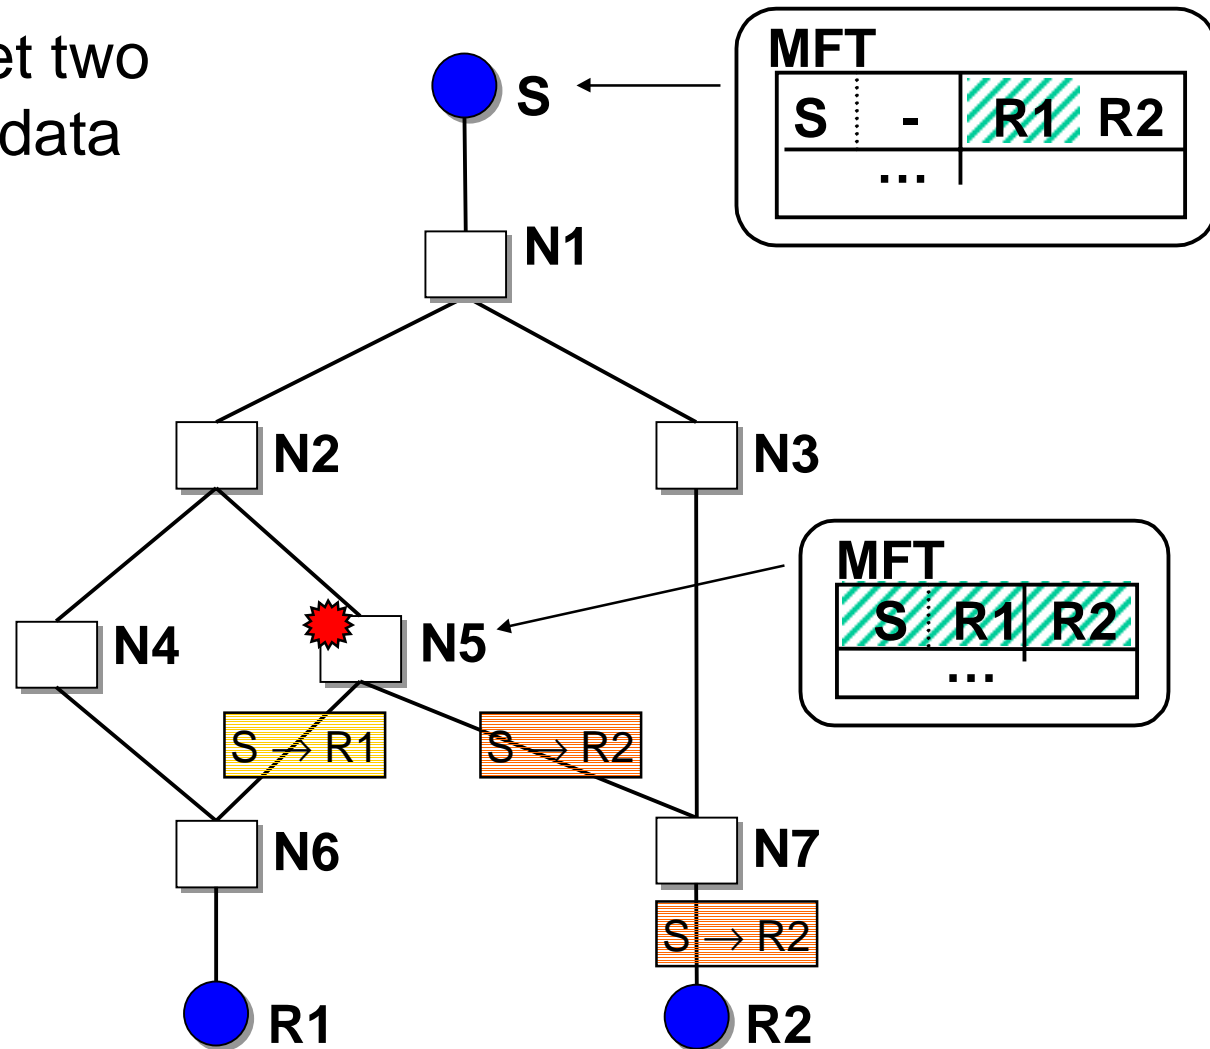 et two
data
MFT
S - R1 R2
...
S
N1
N2
N3
MFT
S R1 R2
...
N4
N5
S → R1
S → R2
N6
N7
S → R2
R1
R2